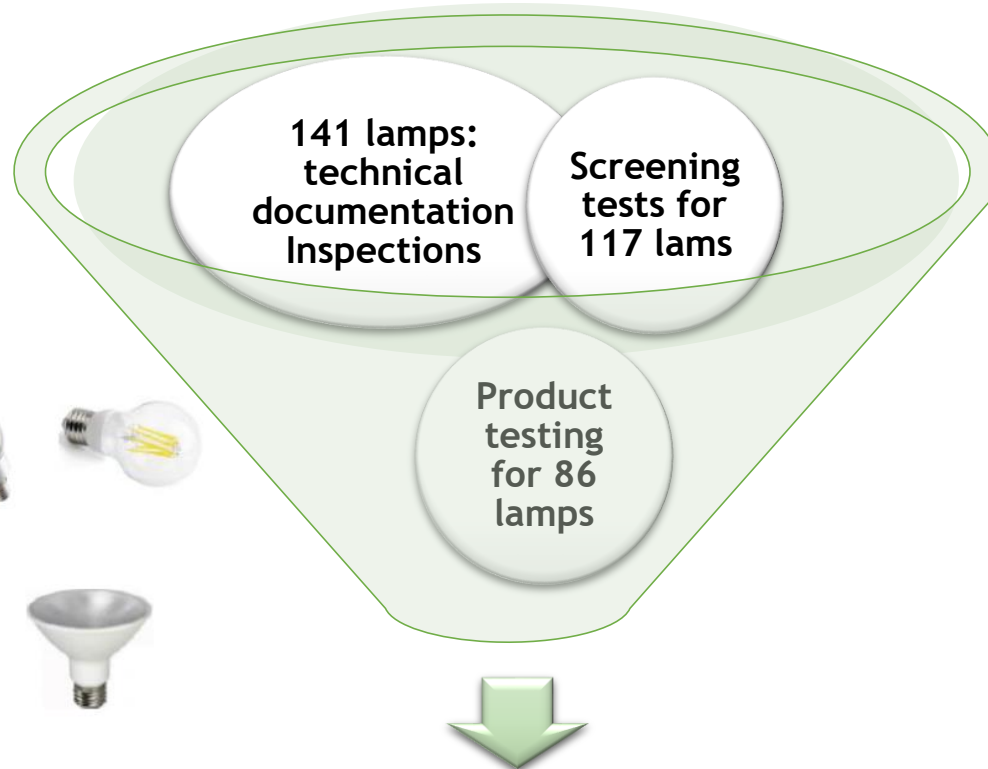 141 lamps:
technical
documentation
Inspections
Screening
tests for
117 lams
Product
testing
for 86
lamps